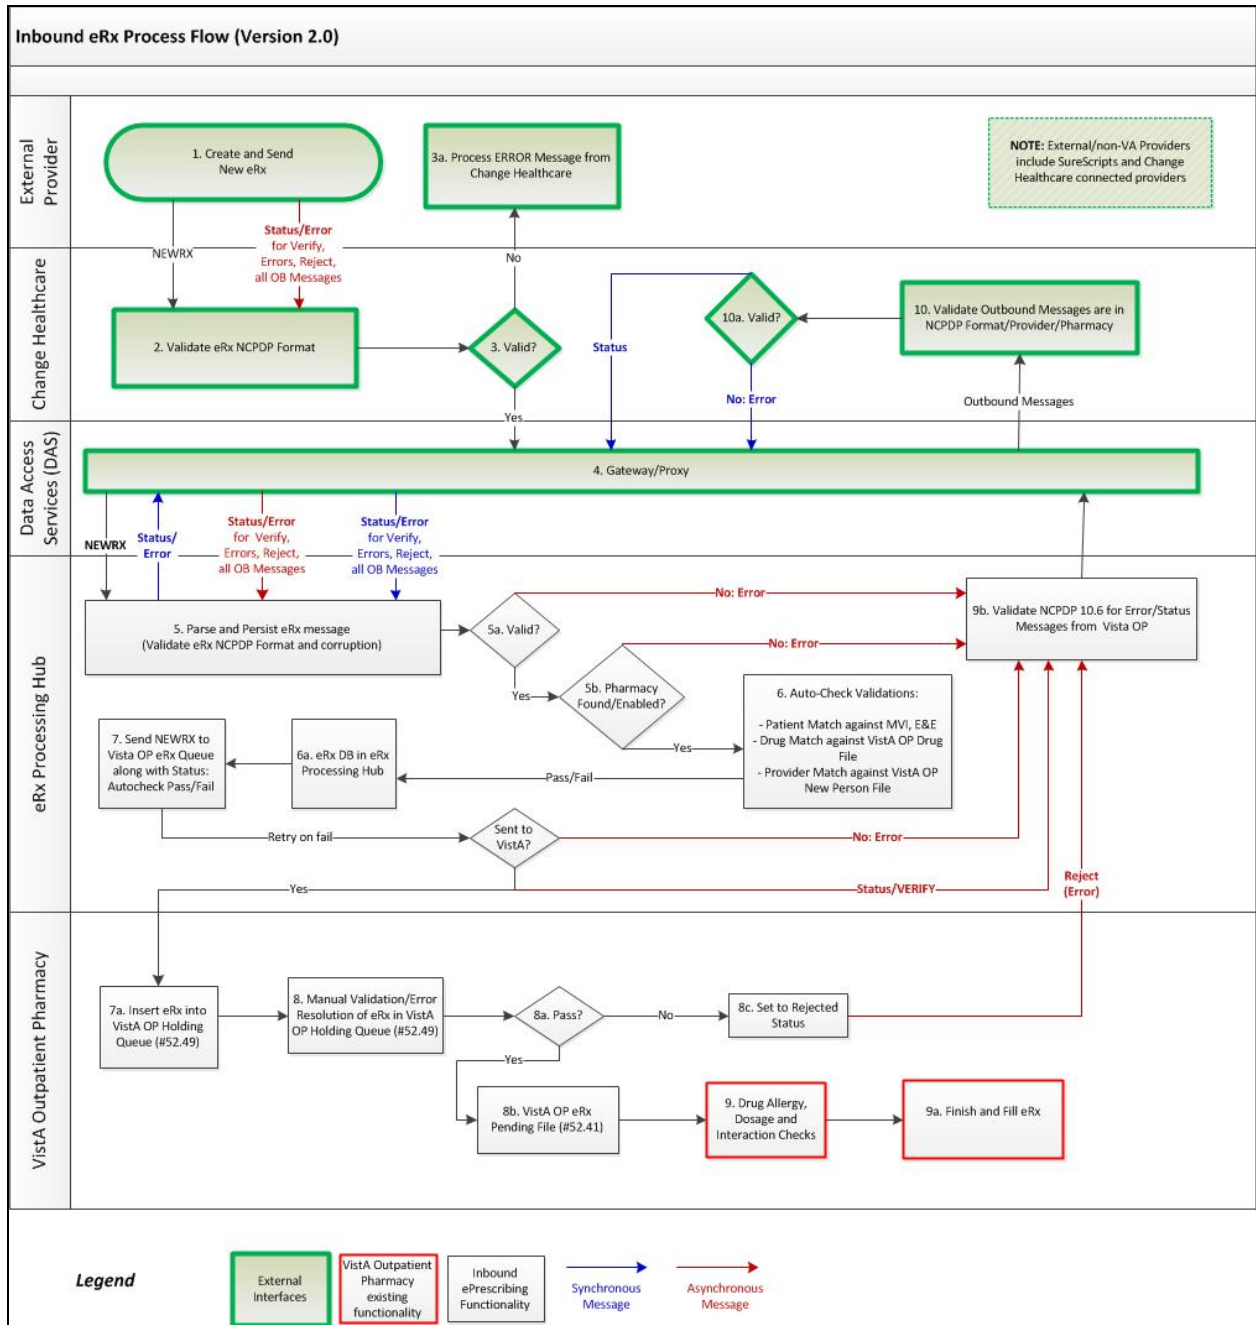 Inbound eRx Process Flow (Version 2.0)
External
Provider
1. Create and Send
New eRx
3a. Process ERROR Message from
Change Healthcare
NOTE: External/non-VA Providers
include SureScripts and Change
Healthcare connected providers
NEWRX
Status/Error
for Verify,
Errors, Reject,
all OB Messages
No
Change Healthcare
2. Validate eRx NCPDP Format
3. Valid?
10a. Valid?
10. Validate Outbound Messages are in
NCPDP Format/Provider/Pharmacy
Status
No: Error
Outbound Messages
Yes
Data Access
Services (DAS)
4. Gateway/Proxy
NEWRX
Status/
Error
Status/Error
for Verify,
Errors, Reject,
all OB Messages
Status/Error
for Verify,
Errors, Reject,
all OB Messages
eRx Processing Hub
5. Parse and Persist eRx message
(Validate eRx NCPDP Format and corruption)
5a. Valid?
No: Error
9b. Validate NCPDP 10.6 for Error/Status
Messages from Vista OP
Yes
5b. Pharmacy
Found/Enabled?
No: Error
Yes
6. Auto-Check Validations:
- Patient Match against MVI, E&E
- Drug Match against VistA OP Drug
File
- Provider Match against VistA OP
New Person File
Pass/Fail
6a. eRx DB in eRx
Processing Hub
7. Send NEWRX to
Vista OP eRx Queue
along with Status:
Autocheck Pass/Fail
Retry on fail
Sent to
VistA?
No: Error
Yes
Status/VERIFY
Reject
(Error)
VistA Outpatient Pharmacy
7a. Insert eRx into
VistA OP Holding
Queue (#52.49)
8. Manual Validation/Error
Resolution of eRx in VistA
OP Holding Queue (#52.49)
8a. Pass?
No
8c. Set to Rejected
Status
Yes
8b. VistA OP eRx
Pending File (#52.41)
9. Drug Allergy,
Dosage and
Interaction Checks
9a. Finish and Fill eRx
Legend
External
Interfaces
VistA Outpatient
Pharmacy
existing
functionality
Inbound
ePrescribing
Functionality
Synchronous
Message
Asynchronous
Message